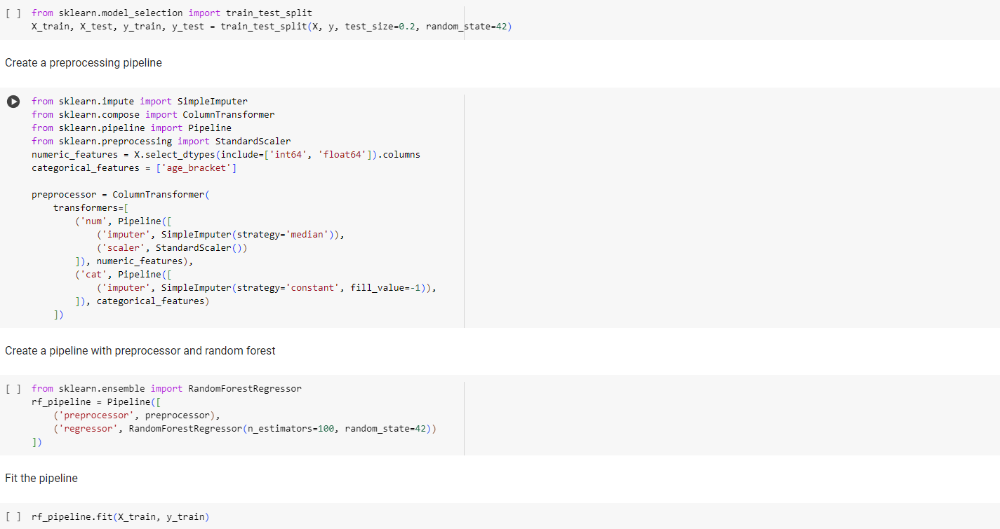 [ ] from sklearn.model_selection import train_test_split
X_train, X_test, y_train, y_test = train_test_split(X, y, test_size=0.2, random_state=42)
Create a preprocessing pipeline
from sklearn.impute import SimpleImputer
from sklearn.compose import ColumnTransformer
from sklearn.pipeline import Pipeline
from sklearn.preprocessing import StandardScaler
numeric_features = X.select_dtypes(include=['int64', 'float64']).columns
categorical_features = ['age_bracket']
preprocessor = ColumnTransformer(
    transformers=[
        ('num', Pipeline([
            ('imputer', SimpleImputer(strategy='median')),
            ('scaler', StandardScaler())
        ]), numeric_features),
        ('cat', Pipeline([
            ('imputer', SimpleImputer(strategy='constant', fill_value=-1)),
        ]), categorical_features)
    ])
Create a pipeline with preprocessor and random forest
[ ] from sklearn.ensemble import RandomForestRegressor
rf_pipeline = Pipeline([
    ('preprocessor', preprocessor),
    ('regressor', RandomForestRegressor(n_estimators=100, random_state=42))
])
Fit the pipeline
[ ] rf_pipeline.fit(X_train, y_train)